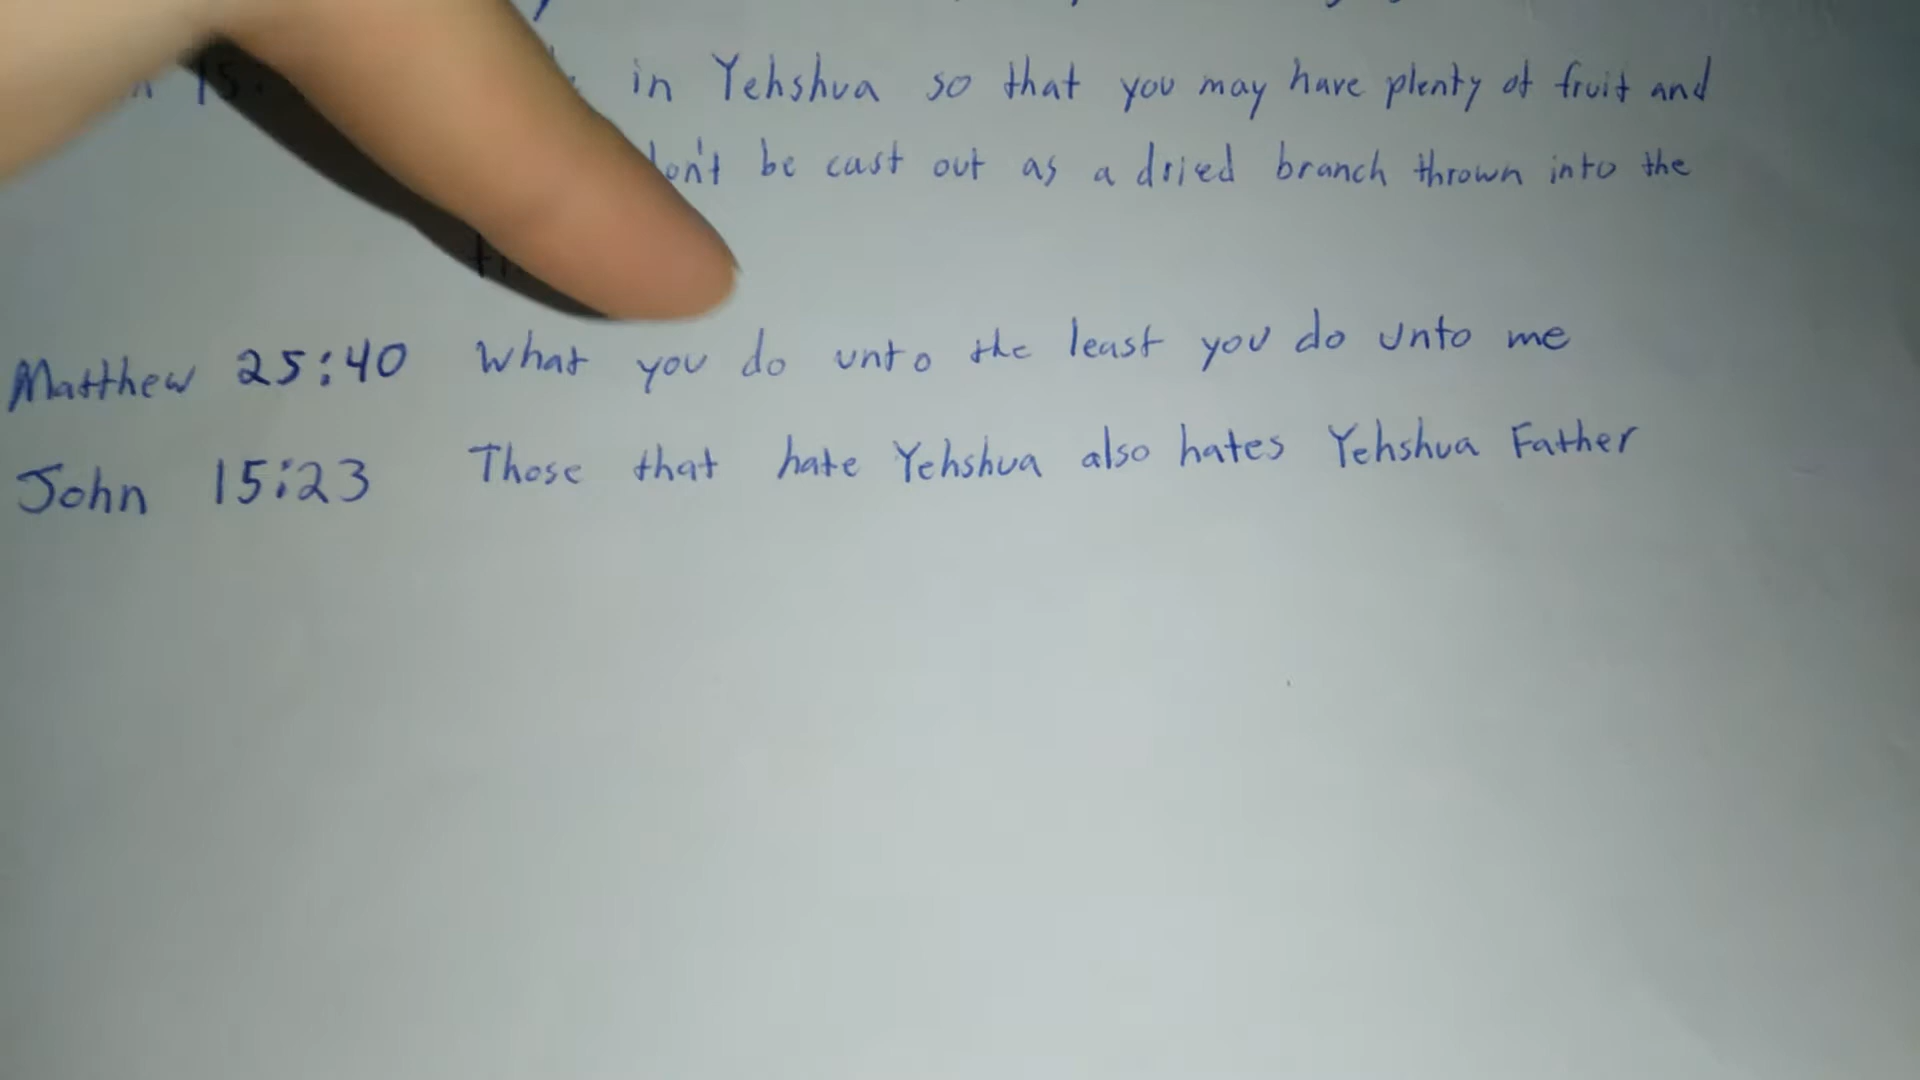 in Yehshua so that you may have plenty of fruit and
be cast out as a dried branch thrown into the
Matthew 25:40 What you do unto the least you do unto me
John 15:23 Those that hate Yehshua also hates Yehshua Father